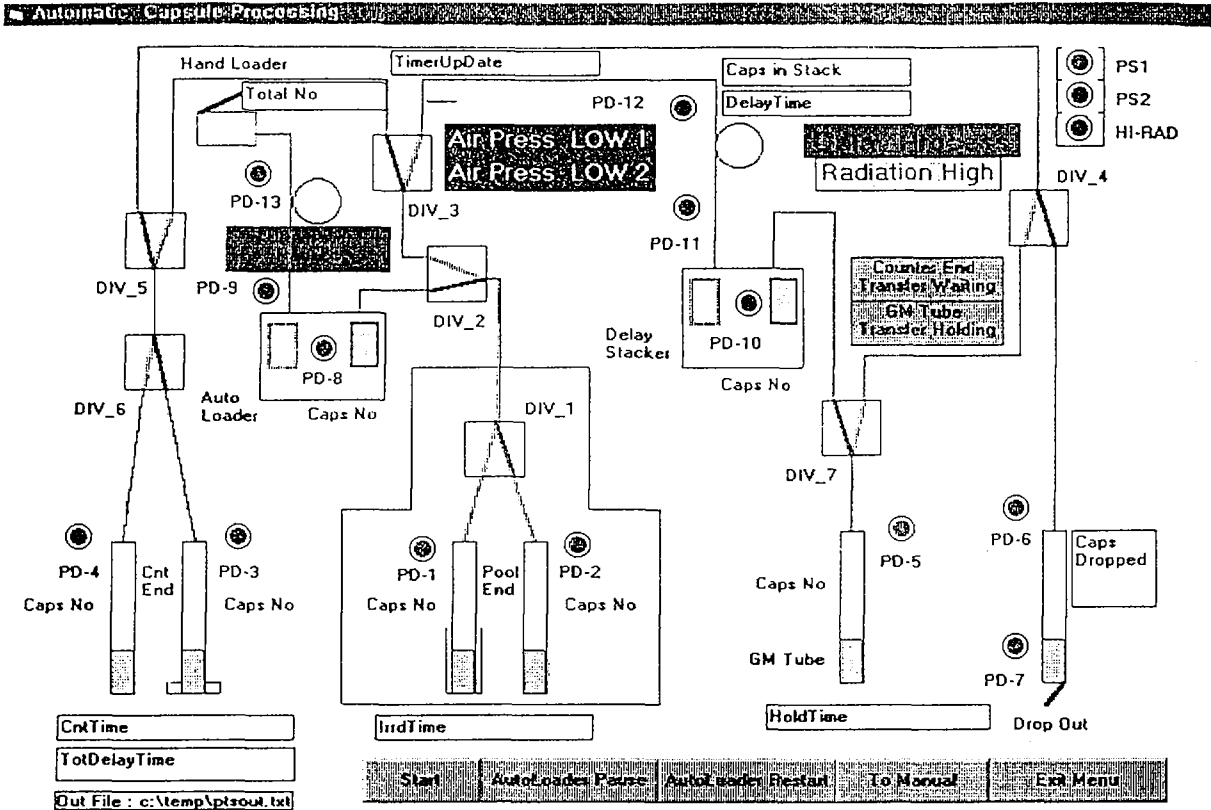 Automatic Capsule Processing
Hand Loader
TimerUpDate
Caps in Stack
PS1
Total No
PD-12
DelayTime
PS2
HI-RAD
Air Press LOW 1
Air Press LOW 2
Radiation High
DIV_4
PD-13
DIV_3
PD-11
DIV_5
PD-9
DIV_2
Counter End
Transfer Waiting
GM Tube
Transfer Holding
Delay
Stacker
PD-10
PD-8
Caps No
DIV_6
Auto
Loader
Caps No
DIV_1
DIV_7
PD-4
Cnt
End
PD-3
PD-1
Pool
End
PD-2
PD-5
PD-6
Caps
Dropped
Caps No
Caps No
Caps No
Caps No
Caps No
GM Tube
PD-7
Drop Out
CntTime
IrrdTime
HoldTime
TotDelayTime
Start
AutoLoader Pause
AutoLoader Restart
To Manual
Exit Menu
Out File : c:\temp\ptsout.txt